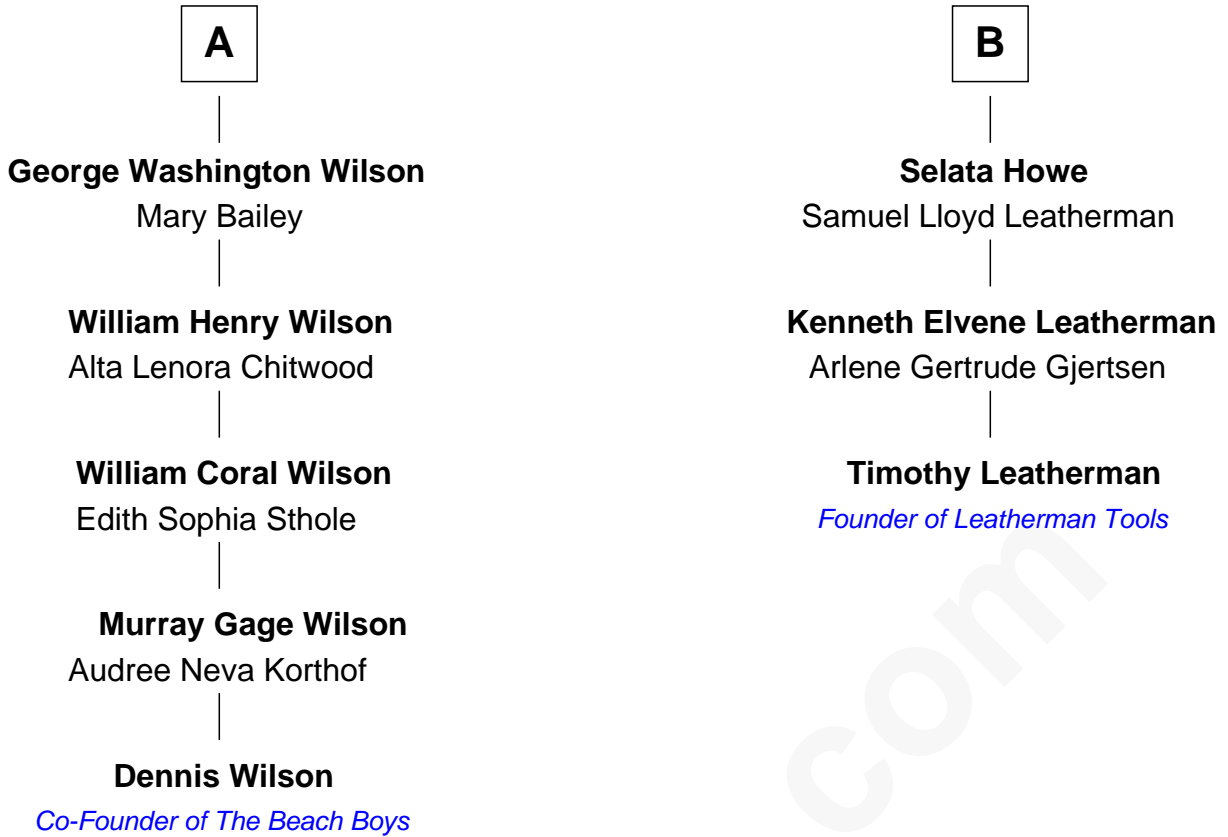 A
George Washington Wilson
Mary Bailey
William Henry Wilson
Alta Lenora Chitwood
William Coral Wilson
Edith Sophia Sthole
Murray Gage Wilson
Audree Neva Korthof
Dennis Wilson
Co-Founder of The Beach Boys
B
Selata Howe
Samuel Lloyd Leatherman
Kenneth Elvene Leatherman
Arlene Gertrude Gjertsen
Timothy Leatherman
Founder of Leatherman Tools
com